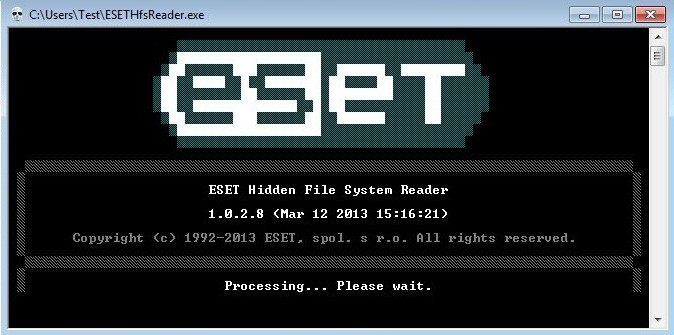 C:\Users\Test\ESETHfsReader.exe
eseT
ESET Hidden File System Reader
1.0.2.8 (Mar 12 2013 15:16:21)
Copyright (c) 1992-2013 ESET, spol. s r.o. All rights reserved.
Processing... Please wait.